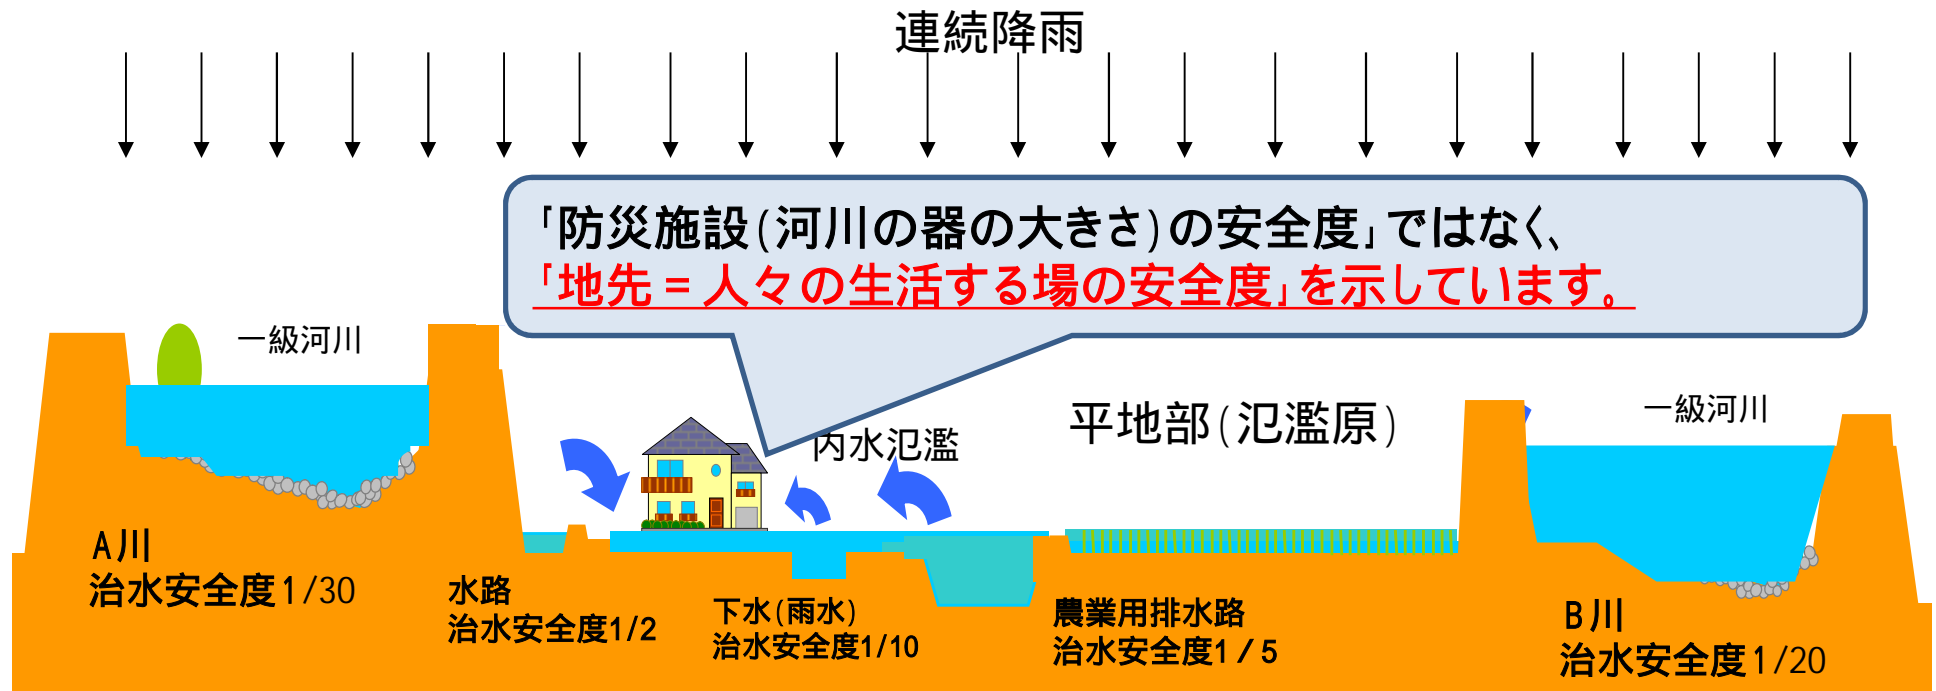 連続降雨
｢防災施設(河川の器の大きさ)の安全度｣ではなく、
｢地先＝人々の生活する場の安全度｣を示しています。
一級河川
平地部(氾濫原)
一級河川
内水氾濫
A川
治水安全度1/30
水路
治水安全度1/2
下水(雨水)
治水安全度1/10
農業用排水路
治水安全度1／5
B川
治水安全度1/20